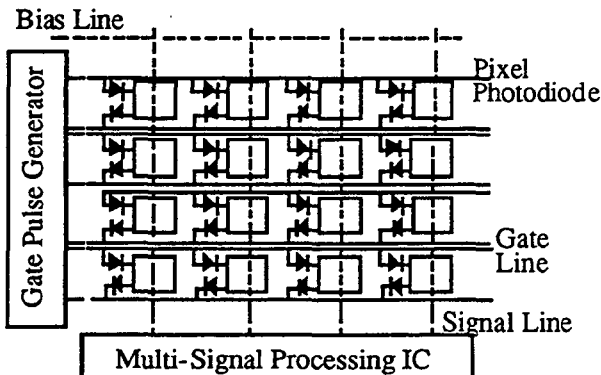 Bias Line
Pixel
Photodiode
Gate Pulse Generator
Gate
Line
Signal Line
Multi-Signal Processing IC